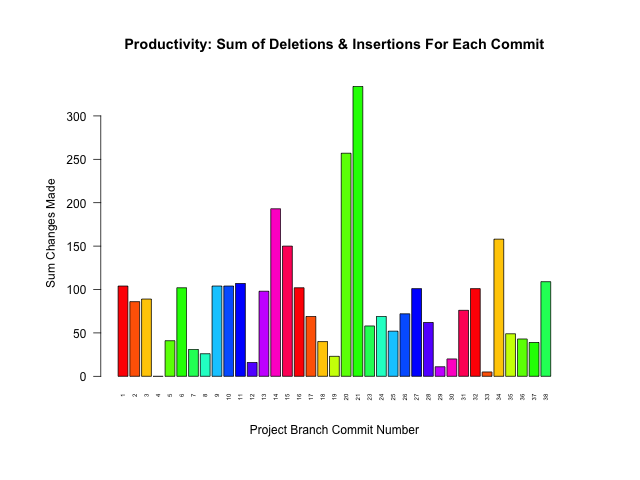 Productivity: Sum of Deletions & Insertions For Each Commit
Sum Changes Made
300
250
200
150
100
50
0
1 2 3 4 5 6 7 8 9 10 11 12 13 14 15 16 17 18 19 20 21 23 24 25 26 27 28 29 30 31 32 33 34 35 36 37 38
Project Branch Commit Number